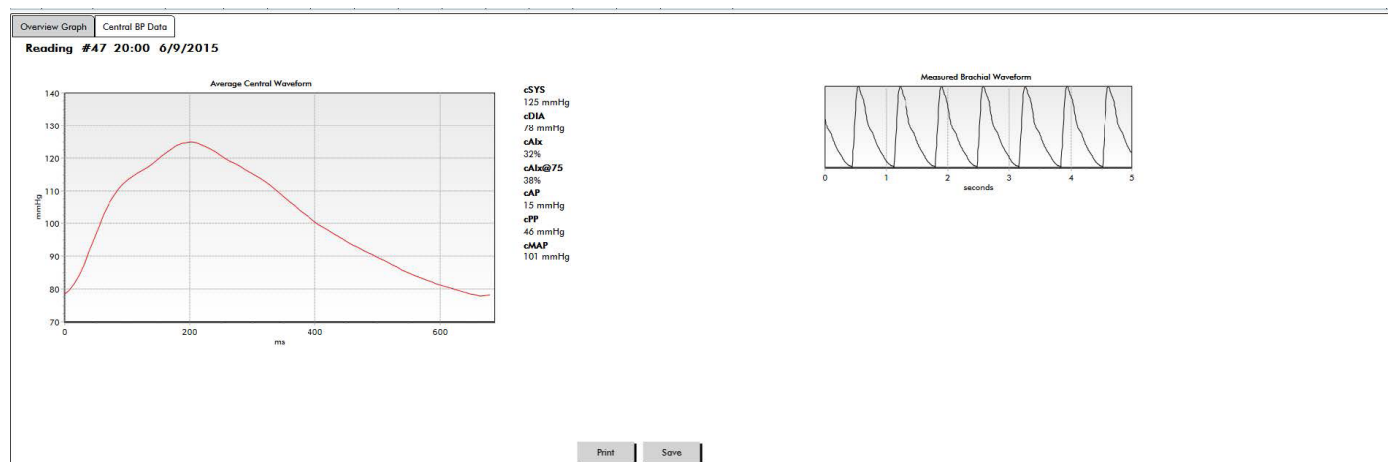 Overview Graph Central BP Data
Reading #47 20:00 6/9/2015
Average Central Waveform
140
130
120
110
100
90
80
70
mmHg
0 200 400 600
ms
cSYS
125 mmHg
cDIA
78 mmHg
cAIx
32%
cAIx@75
38%
cAP
15 mmHg
cPP
46 mmHg
cMAP
101 mmHg
Measured Brachial Waveform
0 1 2 3 4 5
seconds
Print Save